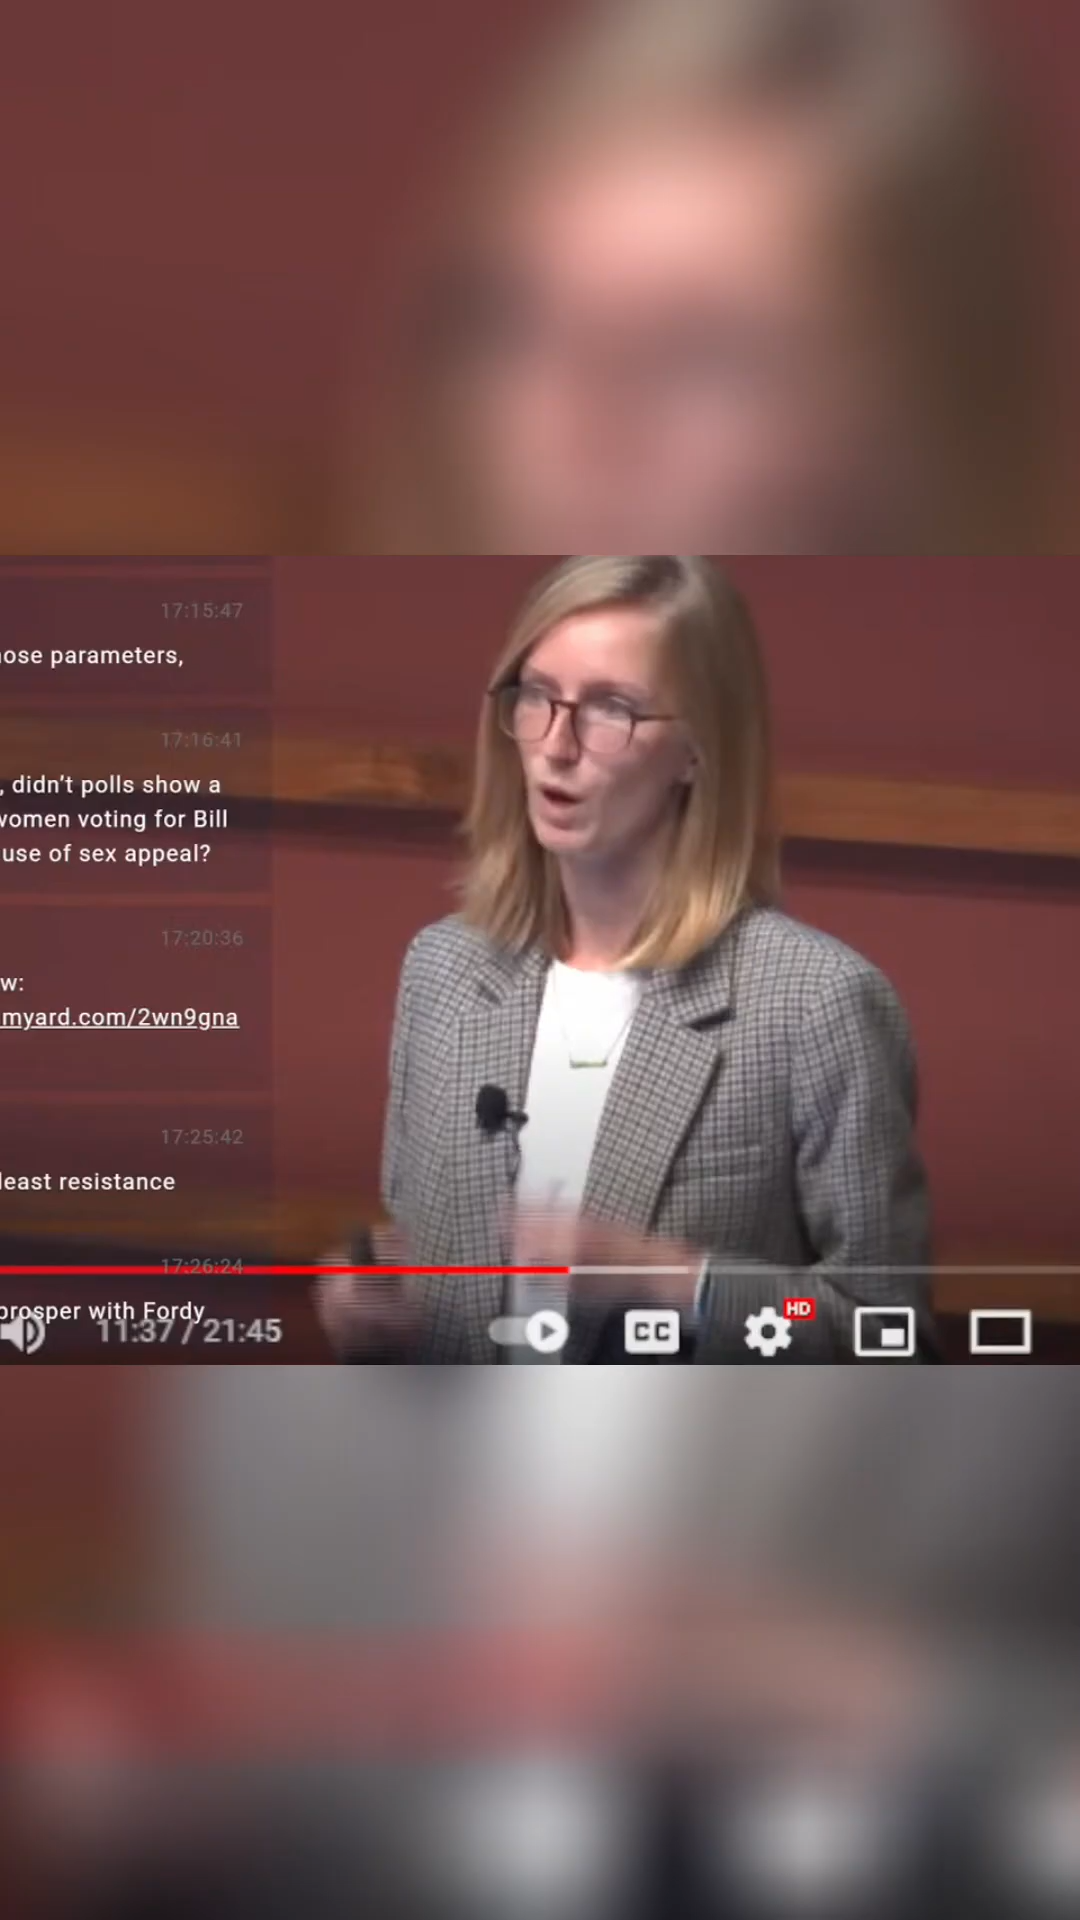 17:15:47
ose parameters,
17:16:41
, didn't polls show a
women voting for Bill
use of sex appeal?
17:20:36
w:
myard.com/2wn9gna
17:25:42
least resistance
17:26:24
prosper with Fordy
11:37 / 21:45
CC
HD